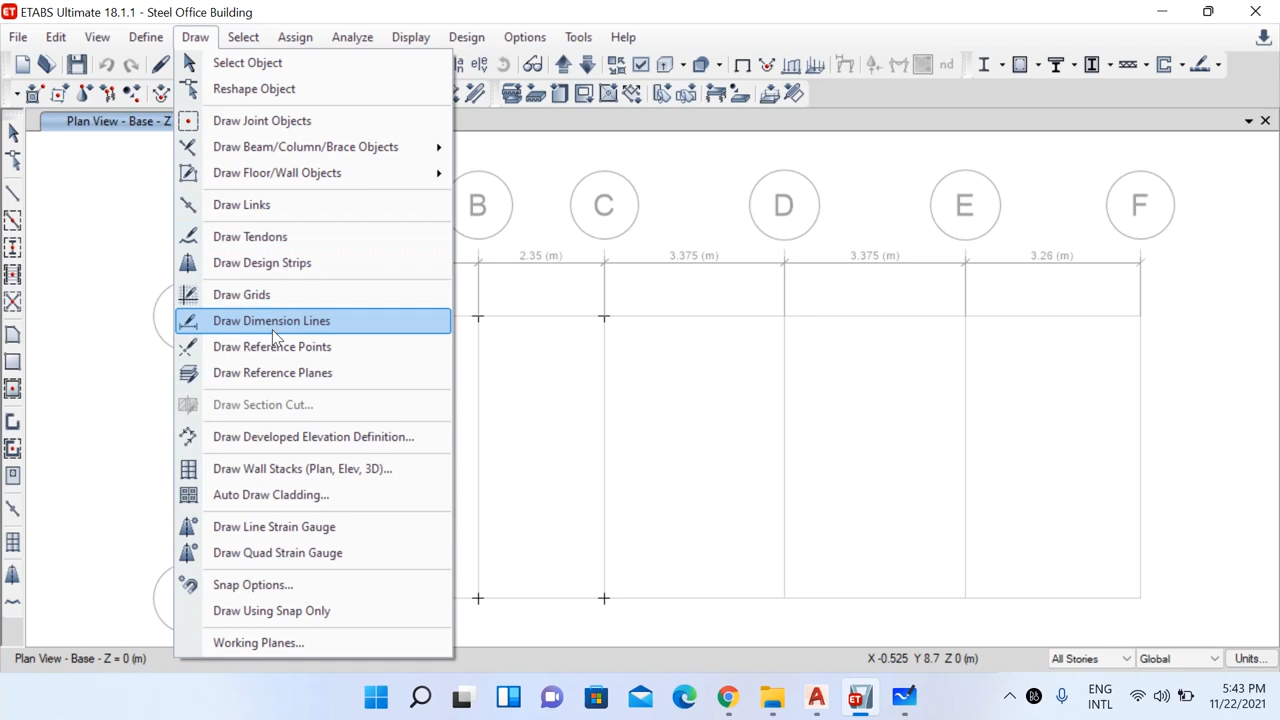 ETABS Ultimate 18.1.1 - Steel Office Building
File Edit View Define Draw Select Assign Analyze Display Design Options Tools Help
nd
Plan View - Base - Z
Select Object
Reshape Object
Draw Joint Objects
Draw Beam/Column/Brace Objects
Draw Floor/Wall Objects
Draw Links
Draw Tendons
Draw Design Strips
Draw Grids
Draw Dimension Lines
Draw Reference Points
Draw Reference Planes
Draw Section Cut...
Draw Developed Elevation Definition...
Draw Wall Stacks (Plan, Elev, 3D)...
Auto Draw Cladding...
Draw Line Strain Gauge
Draw Quad Strain Gauge
Snap Options...
Draw Using Snap Only
Working Planes...
B C D E F
2.35 (m) 3.375 (m) 3.375 (m) 3.26 (m)
Plan View - Base - Z = 0 (m) X -0.525 Y 8.7 Z 0 (m) All Stories Global Units...
ENG
INTL
5:43 PM
11/22/2021